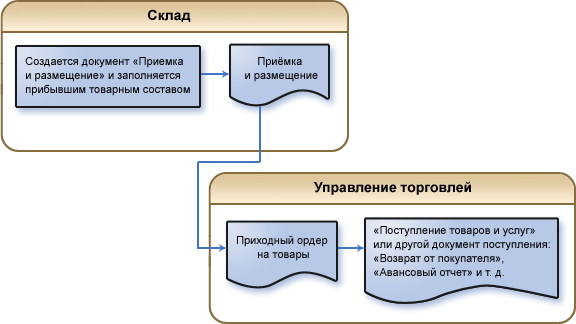 Склад
Создается документ «Приемка
и размещение» и заполняется
прибывшим товарным составом
Приёмка
и размещение
Управление торговлей
Приходный ордер
на товары
«Поступление товаров и услуг»
или другой документ поступления:
«Возврат от покупателя»,
«Авансовый отчет» и т. д.